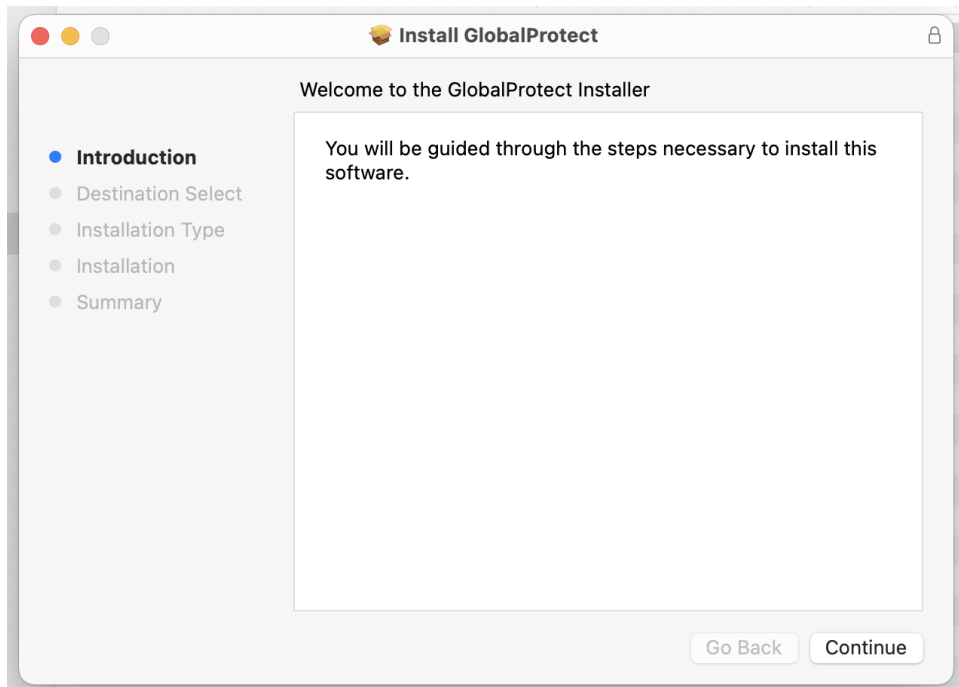 Install GlobalProtect
Welcome to the GlobalProtect Installer
Introduction
Destination Select
Installation Type
Installation
Summary
You will be guided through the steps necessary to install this
software.
Go Back
Continue